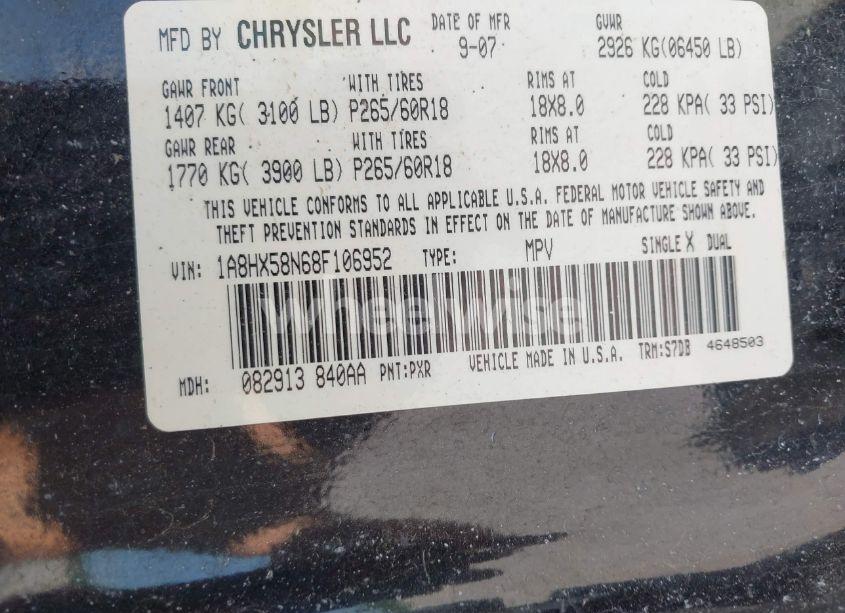 MFD BY CHRYSLER LLC DATE OF MFR 9-07 GVWR 2926 KG(06450 LB)
GAWR FRONT WITH TIRES RIMS AT COLD
1407 KG( 3100 LB) P265/60R18 18X8.0 228 KPA( 33 PSI)
GAWR REAR WITH TIRES RIMS AT COLD
1770 KG( 3900 LB) P265/60R18 18X8.0 228 KPA( 33 PSI)
THIS VEHICLE CONFORMS TO ALL APPLICABLE U.S.A. FEDERAL MOTOR VEHICLE SAFETY AND
THEFT PREVENTION STANDARDS IN EFFECT ON THE DATE OF MANUFACTURE SHOWN ABOVE.
VIN: 1A8HX58N68F106952 TYPE: MPV SINGLE X DUAL
wheelwise
MDH: 082913 840AA PNT:PXR VEHICLE MADE IN U.S.A. TRM:S7DB 4648503